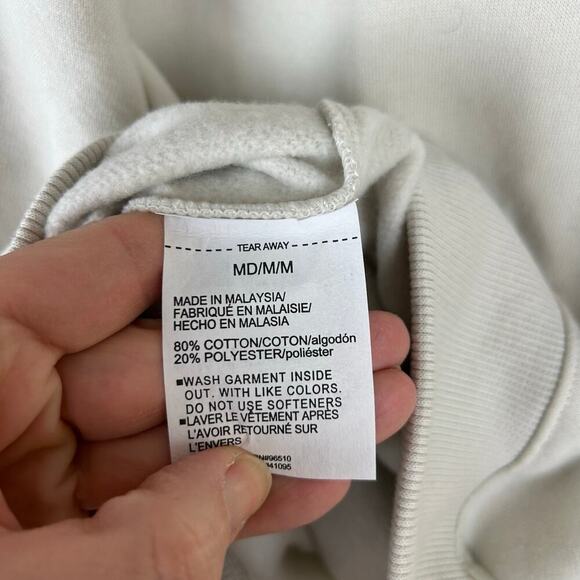 TEAR AWAY
MD/M/M
MADE IN MALAYSIA/
FABRIQUÉ EN MALAISIE/
HECHO EN MALASIA
80% COTTON/COTON/algodón
20% POLYESTER/poliéster
■WASH GARMENT INSIDE
OUT. WITH LIKE COLORS.
DO NOT USE SOFTENERS
■LAVER LE VÊTEMENT APRÈS
L'AVOIR RETOURNÉ SUR
L'ENVERS